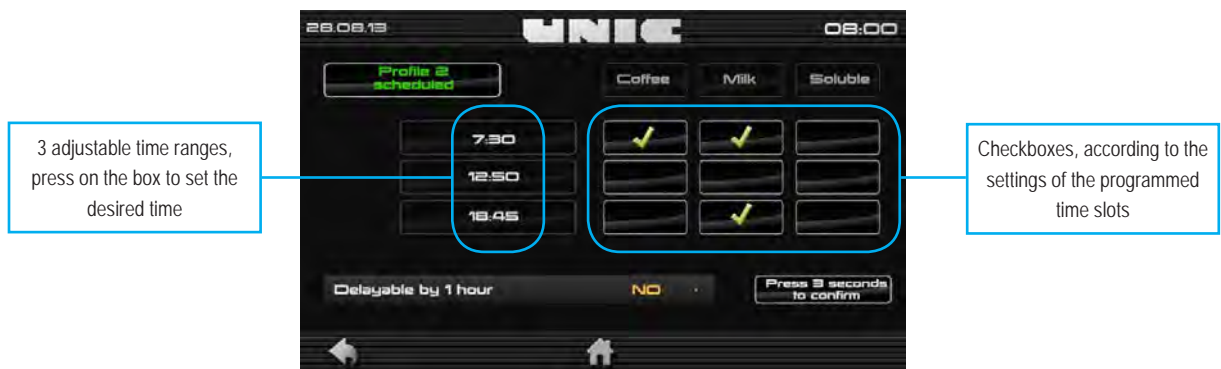 28.08.13 UNIC 08:00
Profile 2
scheduled
Coffee Milk Soluble
3 adjustable time ranges,
press on the box to set the
desired time
7:30
12:50
18:45
Checkboxes, according to the
settings of the programmed
time slots
Delayable by 1 hour NO
Press 3 seconds
to confirm